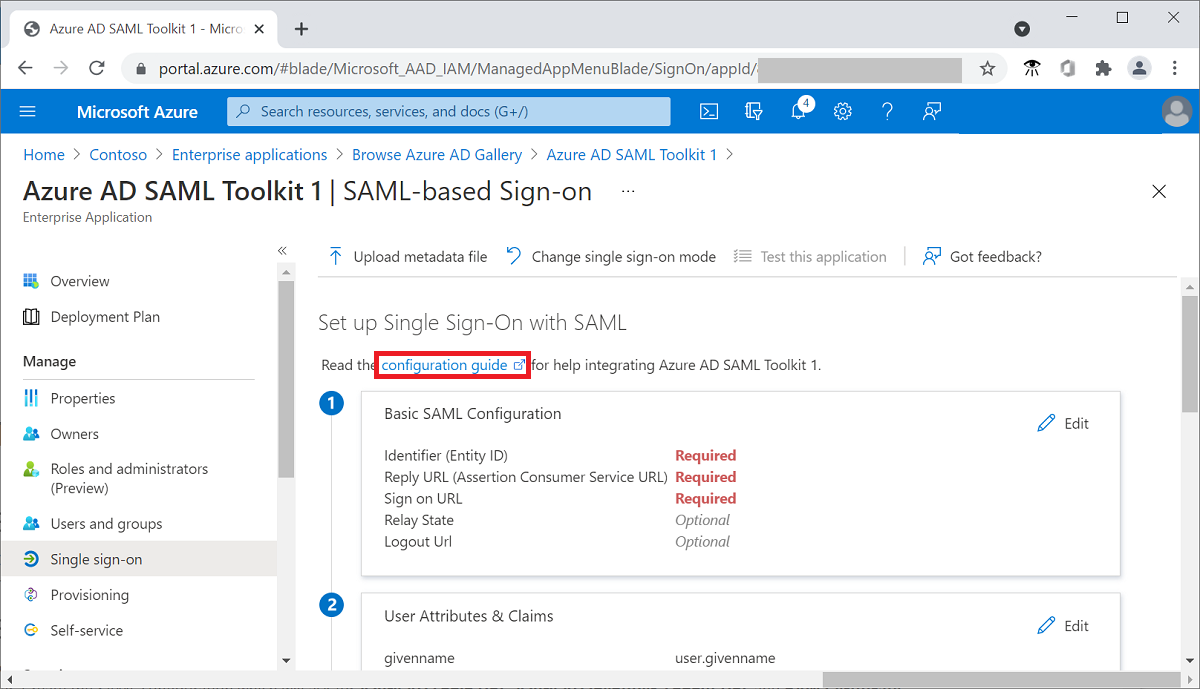 Azure AD SAML Toolkit 1 - Micro
portal.azure.com/#blade/Microsoft_AAD_IAM/ManagedAppMenuBlade/SignOn/appId/
Microsoft Azure
Search resources, services, and docs (G+/)
4
Home > Contoso > Enterprise applications > Browse Azure AD Gallery > Azure AD SAML Toolkit 1 >
Azure AD SAML Toolkit 1 | SAML-based Sign-on ...
Enterprise Application
Upload metadata file
Change single sign-on mode
Test this application
Got feedback?
Overview
Deployment Plan
Manage
Properties
Owners
Roles and administrators
(Preview)
Users and groups
Single sign-on
Provisioning
Self-service
Set up Single Sign-On with SAML
Read the configuration guide for help integrating Azure AD SAML Toolkit 1.
1
Basic SAML Configuration
Edit
Identifier (Entity ID) Required
Reply URL (Assertion Consumer Service URL) Required
Sign on URL Required
Relay State Optional
Logout Url Optional
2
User Attributes & Claims
Edit
givenname user.givenname